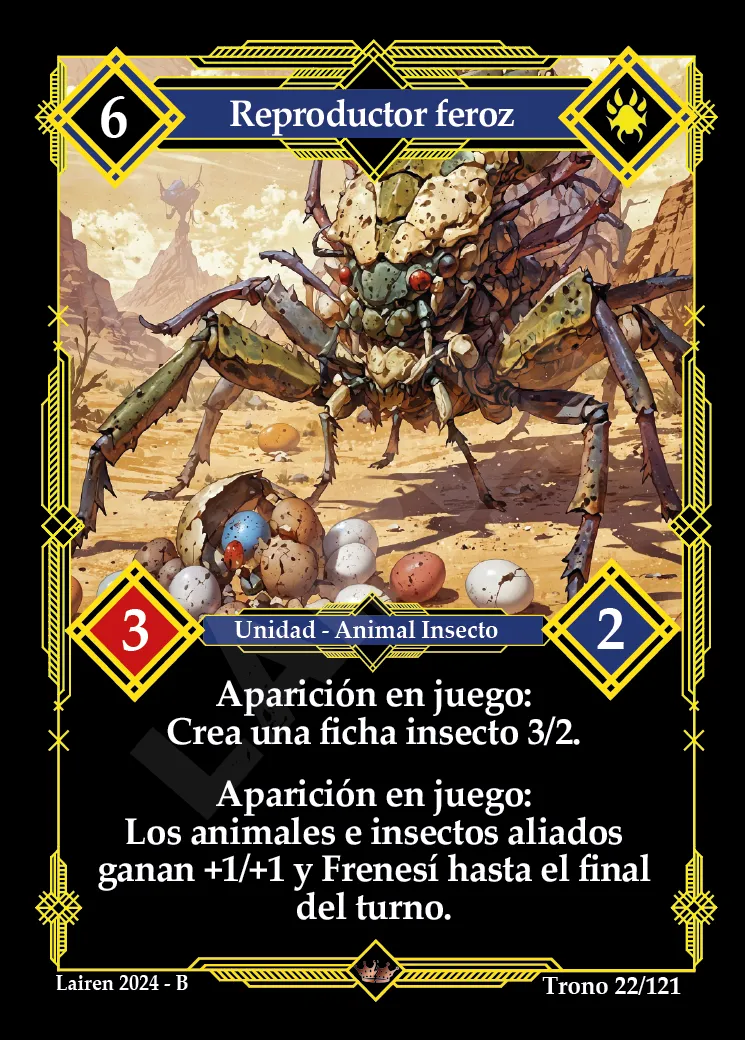 6
Reproductor feroz
3
Unidad - Animal Insecto
2
Aparición en juego:
Crea una ficha insecto 3/2.
Aparición en juego:
Los animales e insectos aliados
ganan +1/+1 y Frenesí hasta el final
del turno.
Lairen 2024 - B
Trono 22/121